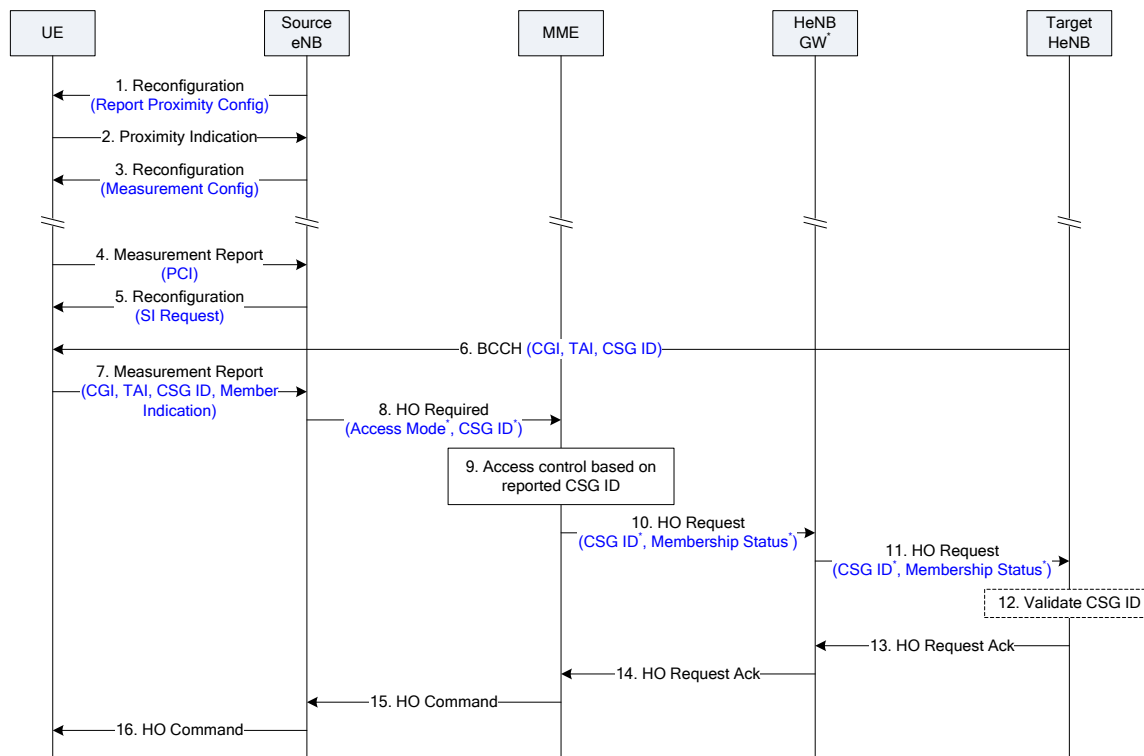 UE
Source
eNB
MME
HeNB
GW*
Target
HeNB
1. Reconfiguration
(Report Proximity Config)
2. Proximity Indication
3. Reconfiguration
(Measurement Config)
4. Measurement Report
(PCI)
5. Reconfiguration
(SI Request)
6. BCCH (CGI, TAI, CSG ID)
7. Measurement Report
(CGI, TAI, CSG ID, Member
Indication)
8. HO Required
(Access Mode*, CSG ID*)
9. Access control based on
reported CSG ID
10. HO Request
(CSG ID*, Membership Status*)
11. HO Request
(CSG ID*, Membership Status*)
12. Validate CSG ID
13. HO Request Ack
14. HO Request Ack
15. HO Command
16. HO Command